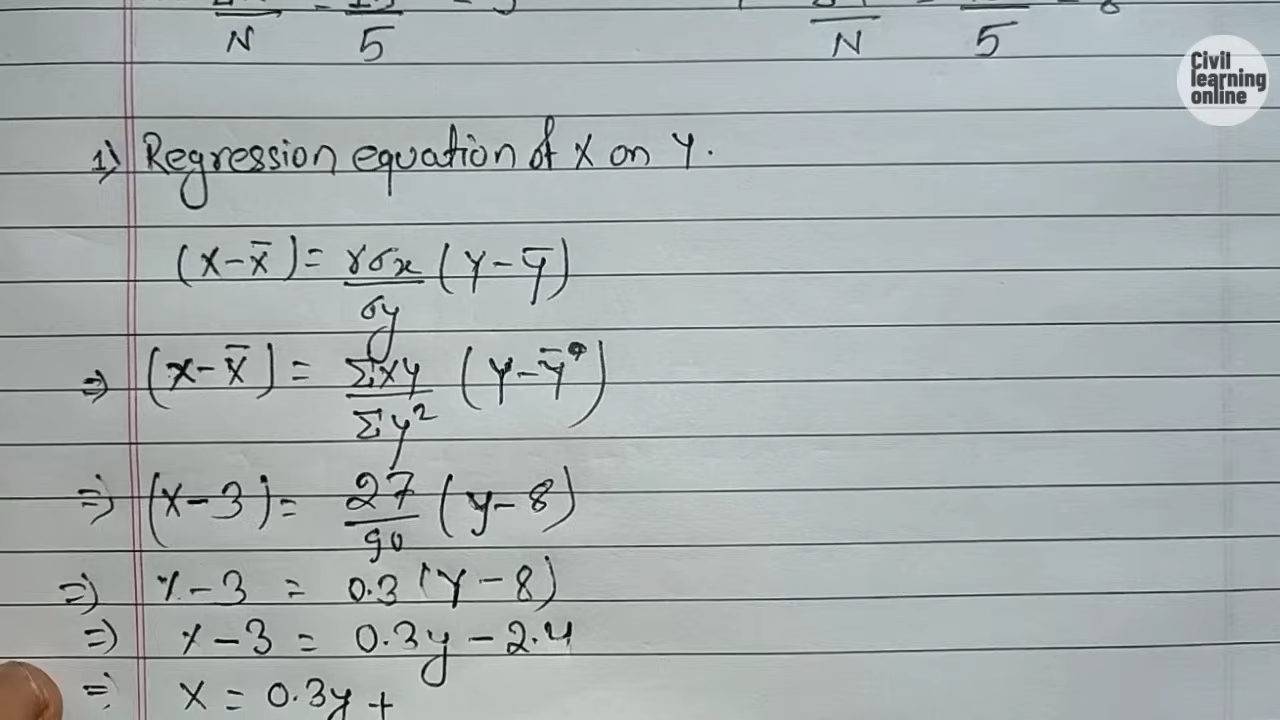 N 5 N 5
Civil
learning
online
1) Regression equation of X on Y.
(X-X̄) = rσx/σy (Y-Ȳ)
⇒ (X-X̄) = ΣXY/Σy² (Y-Ȳ)
⇒ (X-3) = 27/90 (y-8)
⇒ X-3 = 0.3 (Y-8)
⇒ X-3 = 0.3y-2.4
⇒ X = 0.3y +